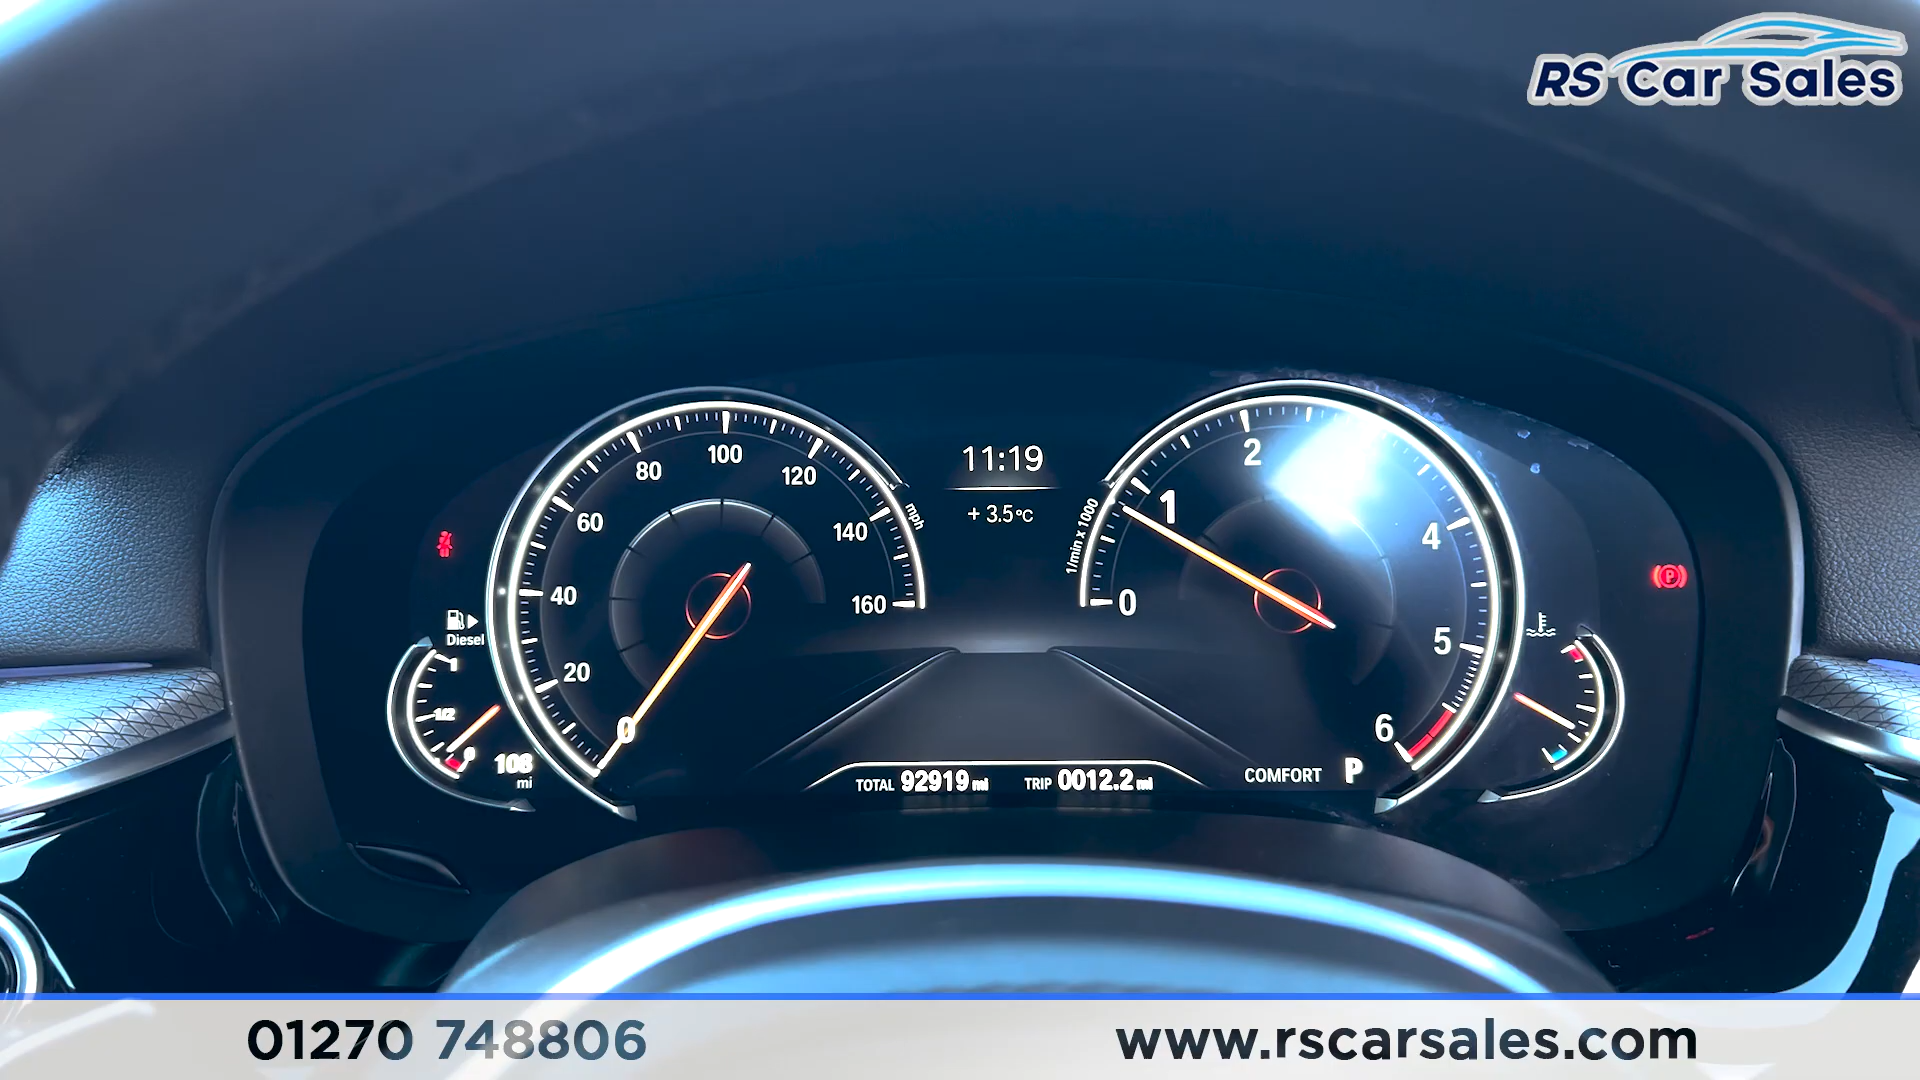 RS Car Sales
11:19
+ 3.5°C
80
100
120
60
140
mph
40
160
20
0
1/min x 1000
0
1
2
4
5
6
Diesel
1
1/2
0
108
mi
TOTAL 92919 mi TRIP 0012.2 mi
COMFORT P
(P)
01270 748806
www.rscarsales.com